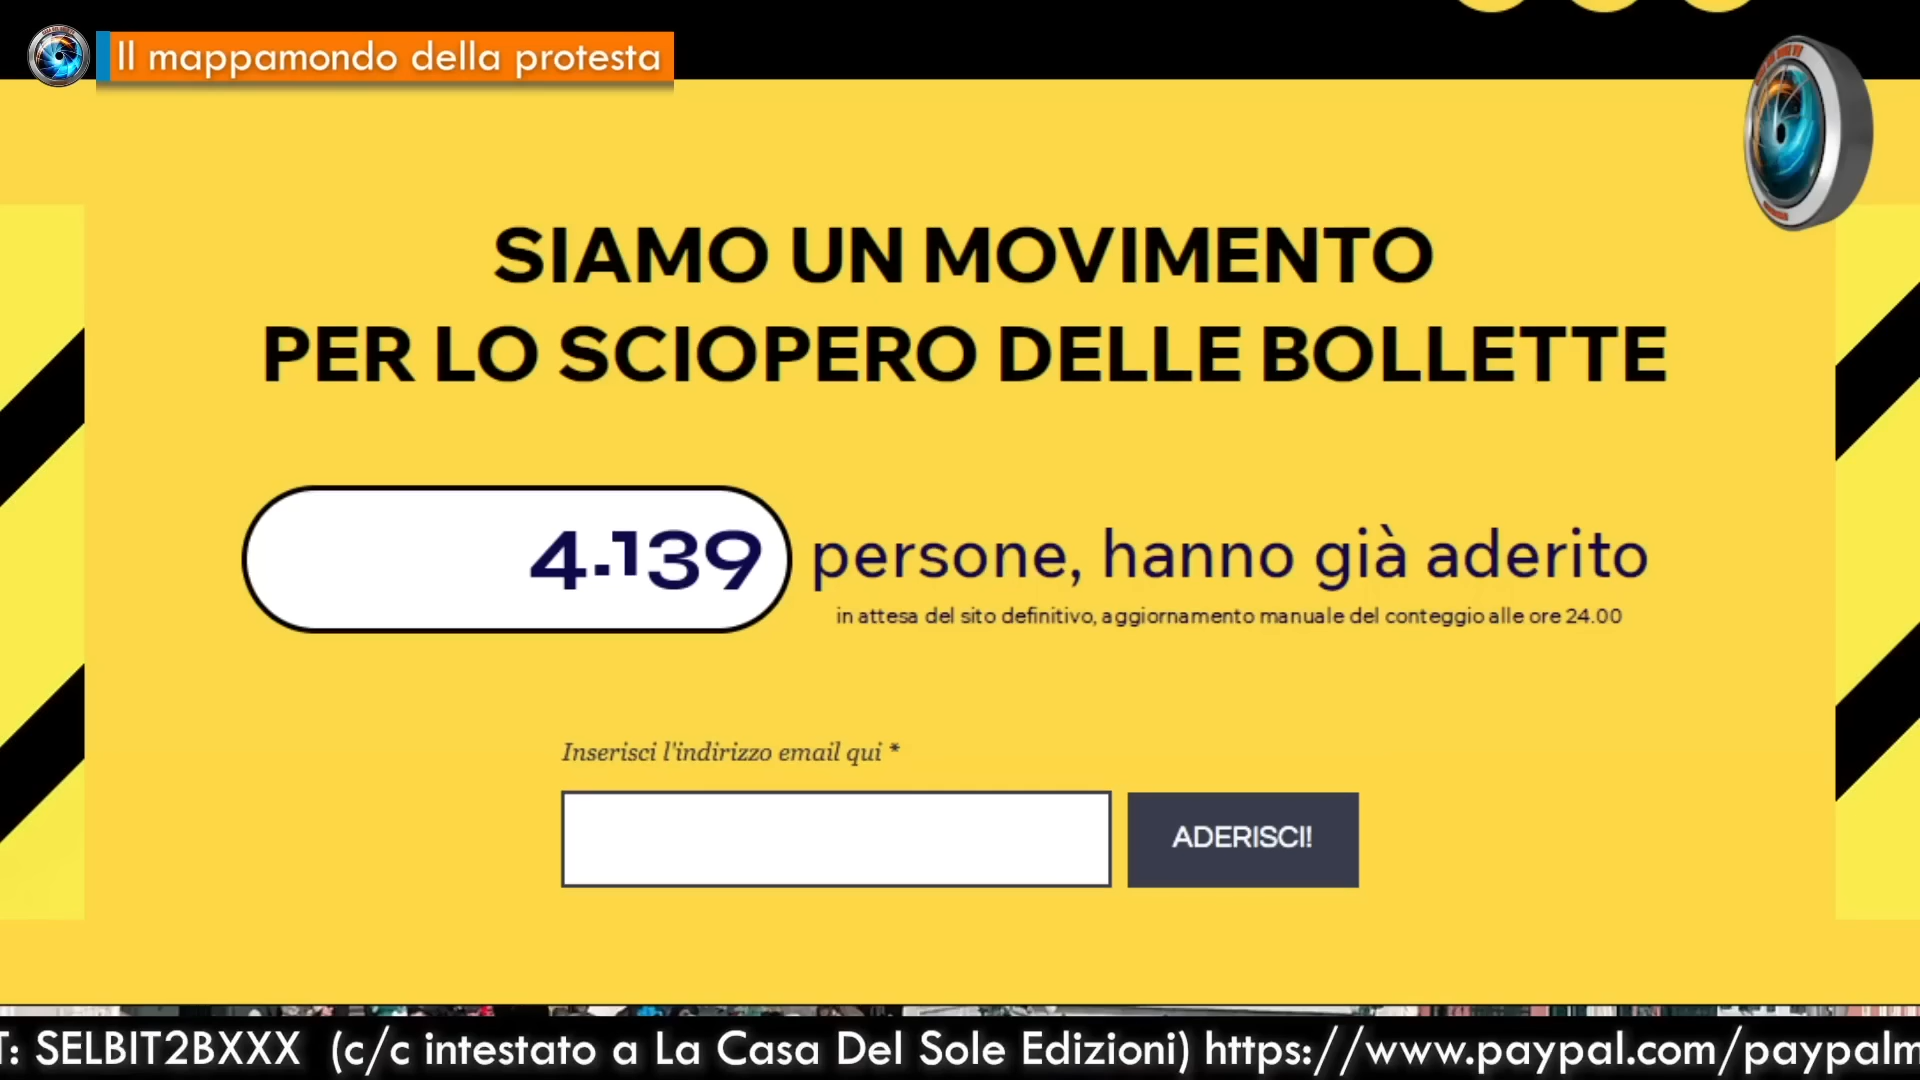 Il mappamondo della protesta
SIAMO UN MOVIMENTO
PER LO SCIOPERO DELLE BOLLETTE
4.139 persone, hanno già aderito
in attesa del sito definitivo, aggiornamento manuale del conteggio alle ore 24.00
Inserisci l'indirizzo email qui *
ADERISCI!
T: SELBIT2BXXX (c/c intestato a La Casa Del Sole Edizioni) https://www.paypal.com/paypalm